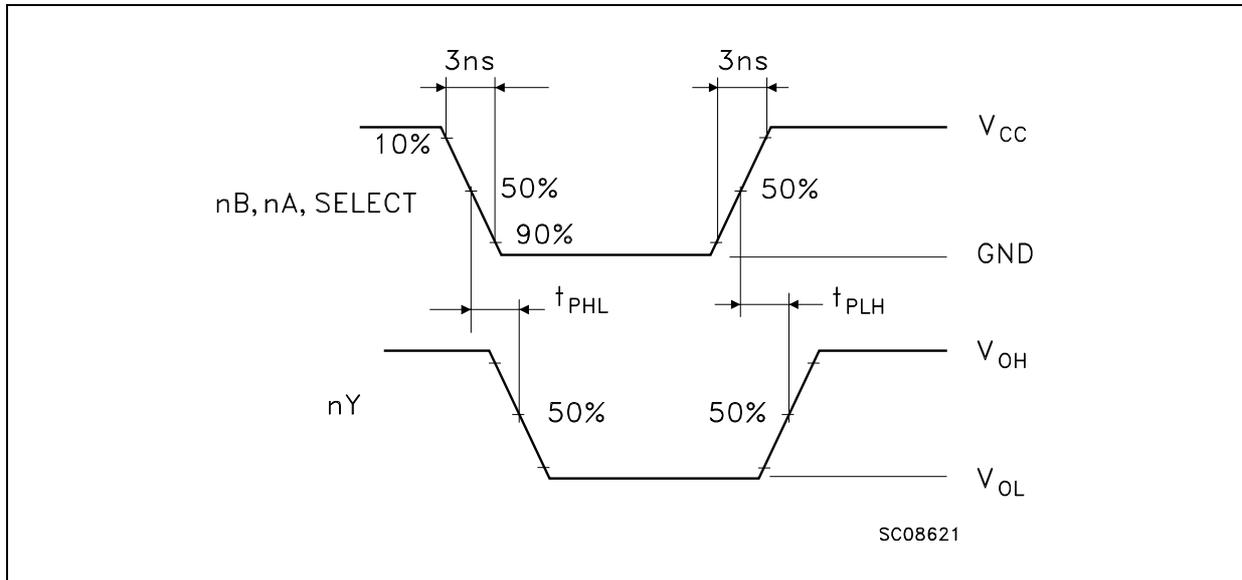 3ns 3ns
V_CC
10%
50% 50%
nB, nA, SELECT
90%
GND
t_PHL t_PLH
V_OH
nY 50% 50%
V_OL
SC08621